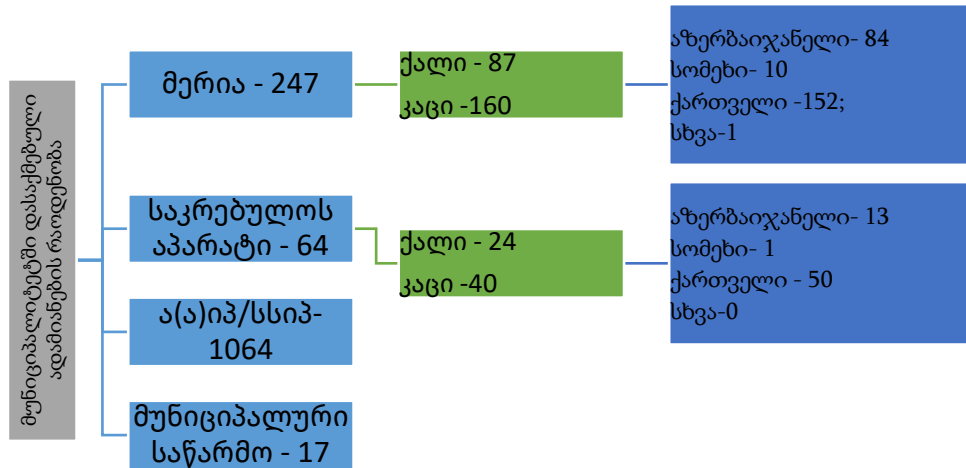 მუნიციპალიტეტში დასაქმებული
ადამიანების რაოდენობა
მერია - 247
ქალი - 87
კაცი -160
აზერბაიჯანელი- 84
სომეხი- 10
ქართველი -152;
სხვა-1
საკრებულოს
აპარატი - 64
ქალი - 24
კაცი -40
აზერბაიჯანელი- 13
სომეხი- 1
ქართველი - 50
სხვა-0
ა(ა)იპ/სსიპ-
1064
მუნიციპალური
საწარმო - 17